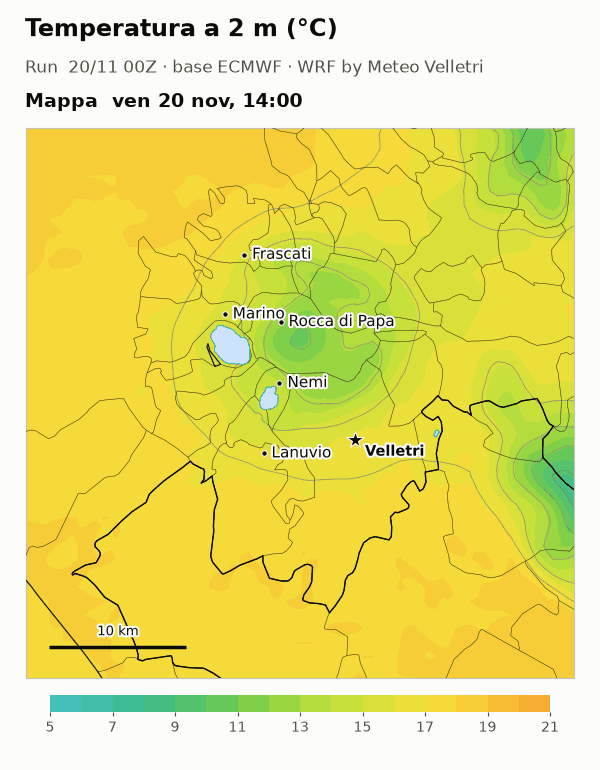 Temperatura a 2 m (°C)
Run  20/11 00Z · base ECMWF · WRF by Meteo Velletri
Mappa  ven 20 nov, 14:00
Frascati
Marino
Rocca di Papa
Nemi
Velletri
Lanuvio
10 km
5 7 9 11 13 15 17 19 21